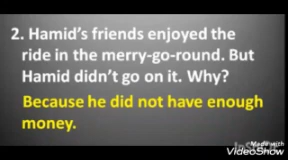 2. Hamid's friends enjoyed the
ride in the merry-go-round. But
Hamid didn't go on it. Why?
Because he did not have enough
money.
Made with
VideoShow